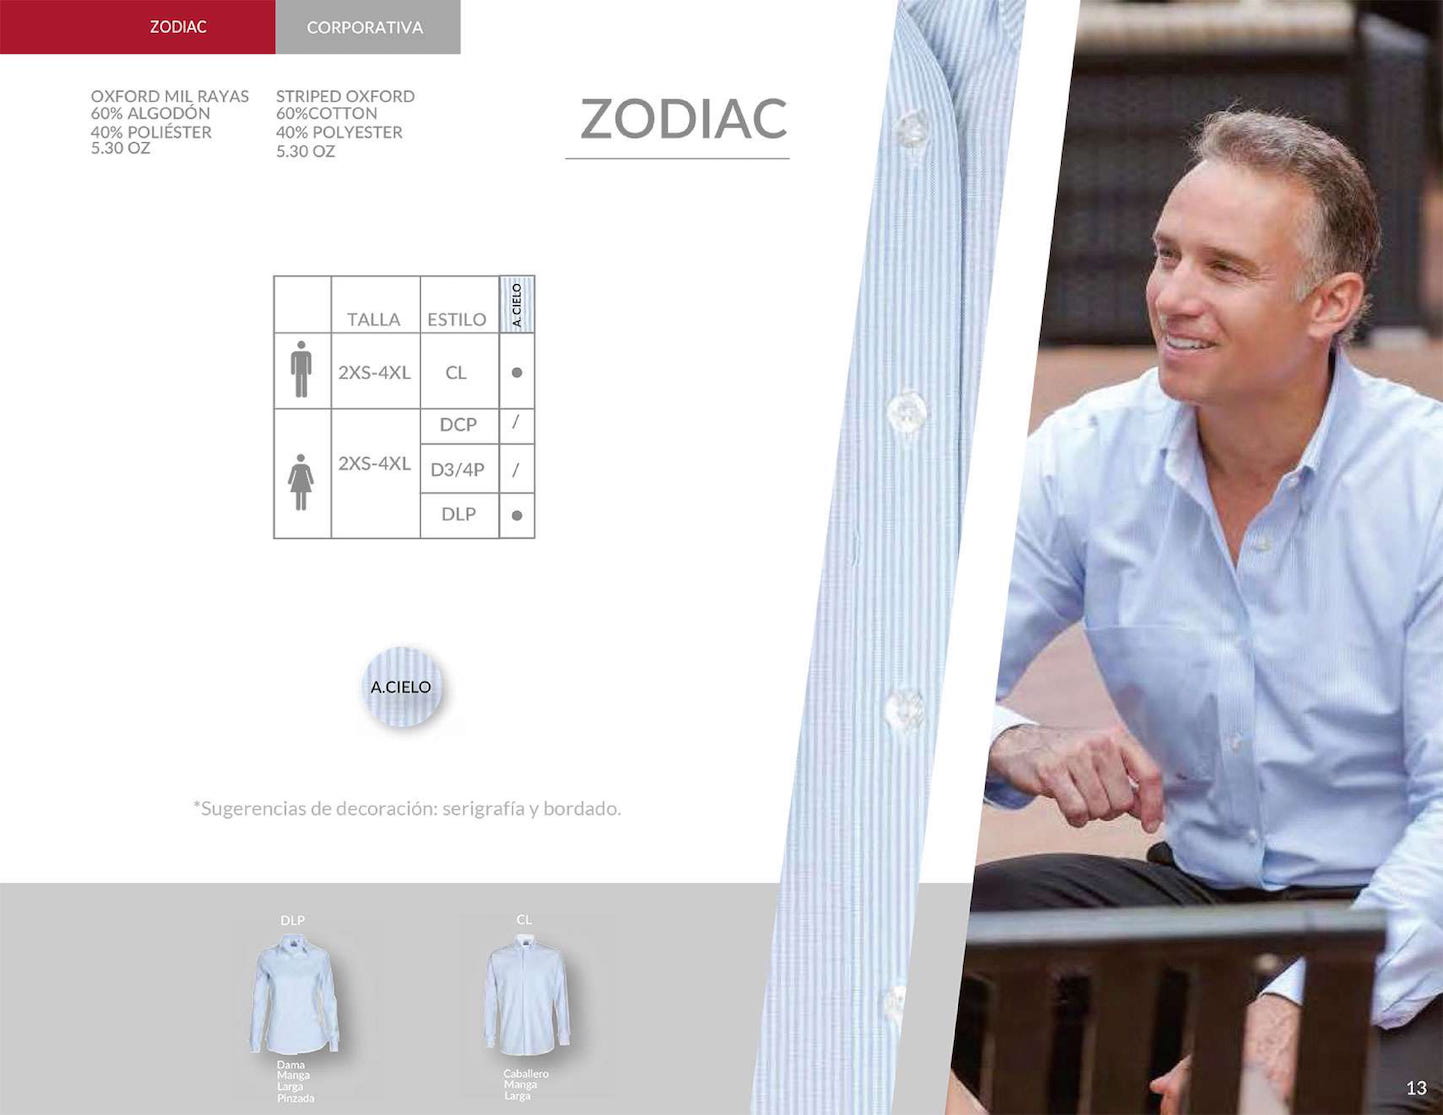 ZODIAC
CORPORATIVA
OXFORD MIL RAYAS
60% ALGODÓN
40% POLIÉSTER
5.30 OZ
STRIPED OXFORD
60%COTTON
40% POLYESTER
5.30 OZ
ZODIAC
TALLA ESTILO A. CIELO
2XS-4XL CL ●
DCP /
2XS-4XL D3/4P /
DLP ●
A.CIELO
*Sugerencias de decoración: serigrafía y bordado.
DLP
Dama
Manga
Larga
Pinzada
CL
Caballero
Manga
Larga
13